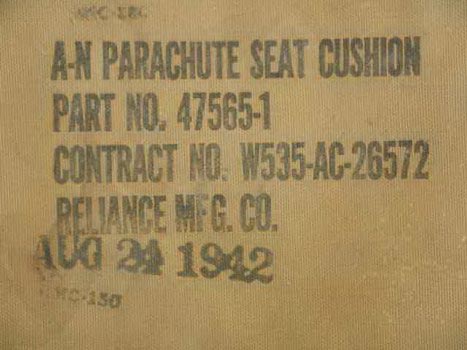 A-N PARACHUTE SEAT CUSHION
PART NO. 47565-1
CONTRACT NO. W535-AC-26572
RELIANCE MFG. CO.
AUG 24 1942